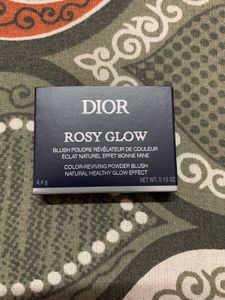 DIOR
ROSY GLOW
BLUSH POUDRE RÉVÉLATEUR DE COULEUR
ÉCLAT NATUREL EFFET BONNE MINE
COLOR-REVIVING POWDER BLUSH
NATURAL HEALTHY GLOW EFFECT
4,4 g NET WT. 0.15 OZ